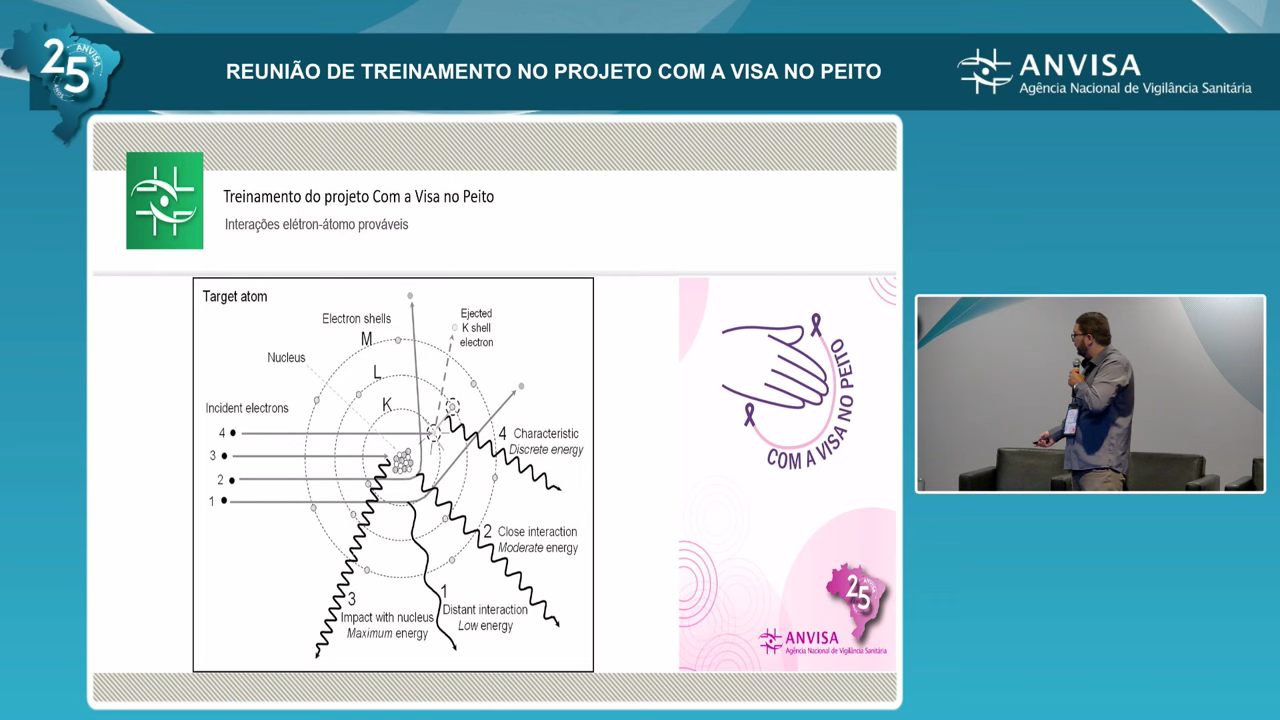 25
ANVISA
ANOS
REUNIÃO DE TREINAMENTO NO PROJETO COM A VISA NO PEITO
ANVISA
Agência Nacional de Vigilância Sanitária
Treinamento do projeto Com a Visa no Peito
Interações elétron-átomo prováveis
Target atom
Electron shells
Ejected
K shell
electron
M
Nucleus
L
K
Incident electrons
4
3
2
1
4 Characteristic
Discrete energy
2 Close interaction
Moderate energy
3
Impact with nucleus
Maximum energy
1
Distant interaction
Low energy
COM A VISA NO PEITO
25
ANVISA
Agência Nacional de Vigilância Sanitária